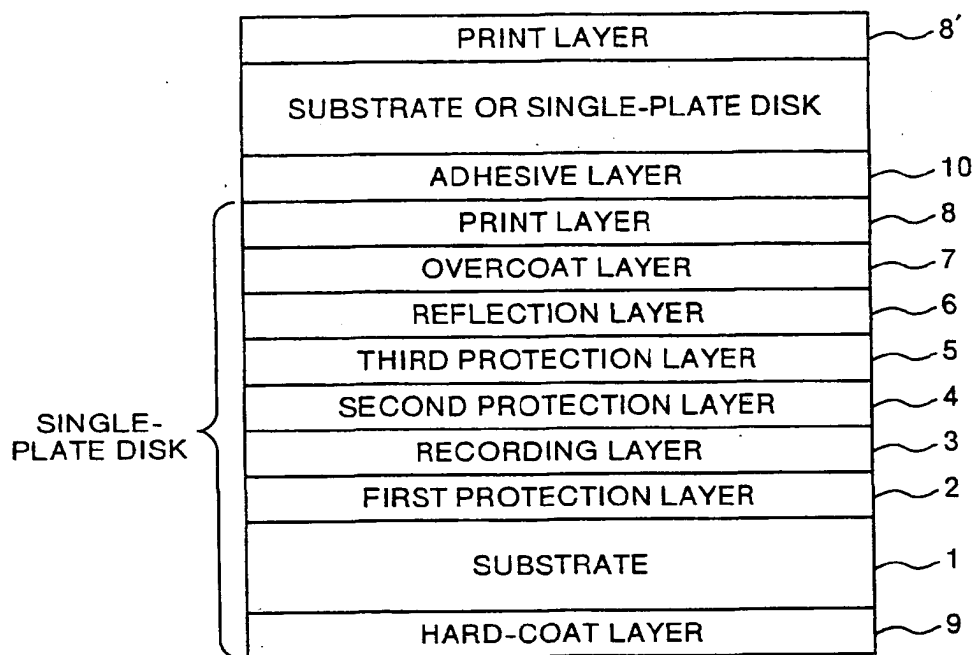 PRINT LAYER 8′
SUBSTRATE OR SINGLE-PLATE DISK
ADHESIVE LAYER 10
PRINT LAYER 8
OVERCOAT LAYER 7
REFLECTION LAYER 6
THIRD PROTECTION LAYER 5
SECOND PROTECTION LAYER 4
SINGLE-
PLATE DISK
RECORDING LAYER 3
FIRST PROTECTION LAYER 2
SUBSTRATE 1
HARD-COAT LAYER 9